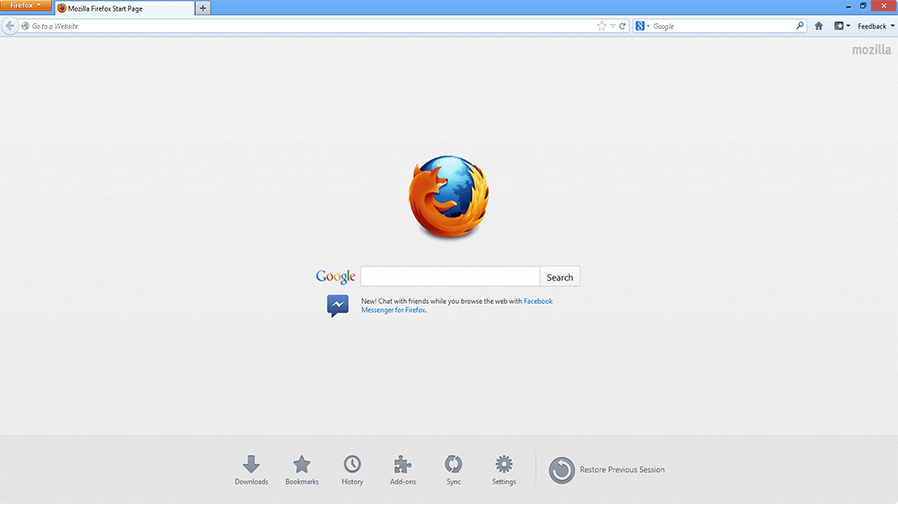 Firefox
Mozilla Firefox Start Page
Go to a Website
Google
Feedback
mozilla
Google
Search
New! Chat with friends while you browse the web with Facebook
Messenger for Firefox.
Downloads
Bookmarks
History
Add-ons
Sync
Settings
Restore Previous Session